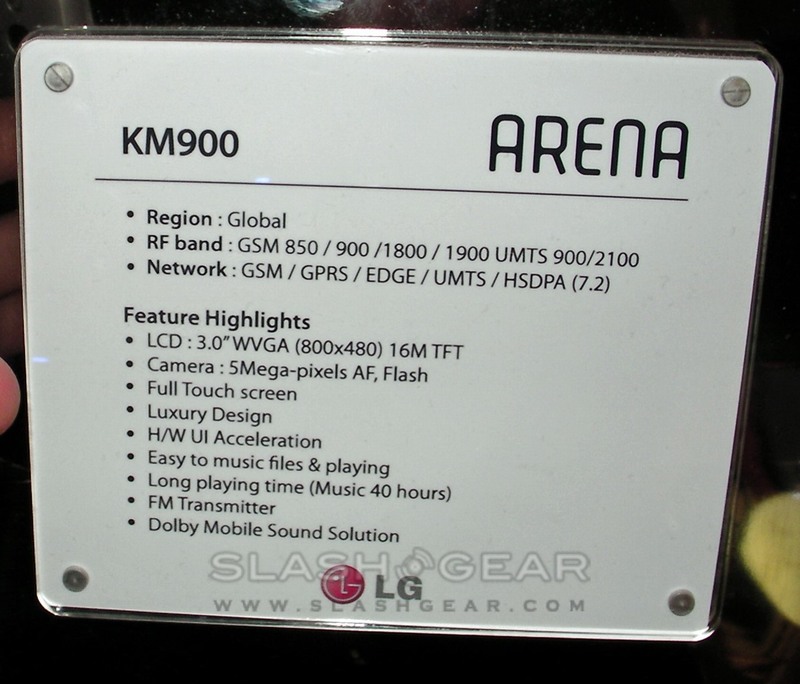 KM900
ARENA
• Region : Global
• RF band : GSM 850 / 900 /1800 / 1900 UMTS 900/2100
• Network : GSM / GPRS / EDGE / UMTS / HSDPA (7.2)
Feature Highlights
• LCD : 3.0” WVGA (800x480) 16M TFT
• Camera : 5Mega-pixels AF, Flash
• Full Touch screen
• Luxury Design
• H/W UI Acceleration
• Easy to music files & playing
• Long playing time (Music 40 hours)
• FM Transmitter
• Dolby Mobile Sound Solution
SLASHGEAR
LG
WWW.SLASHGEAR.COM